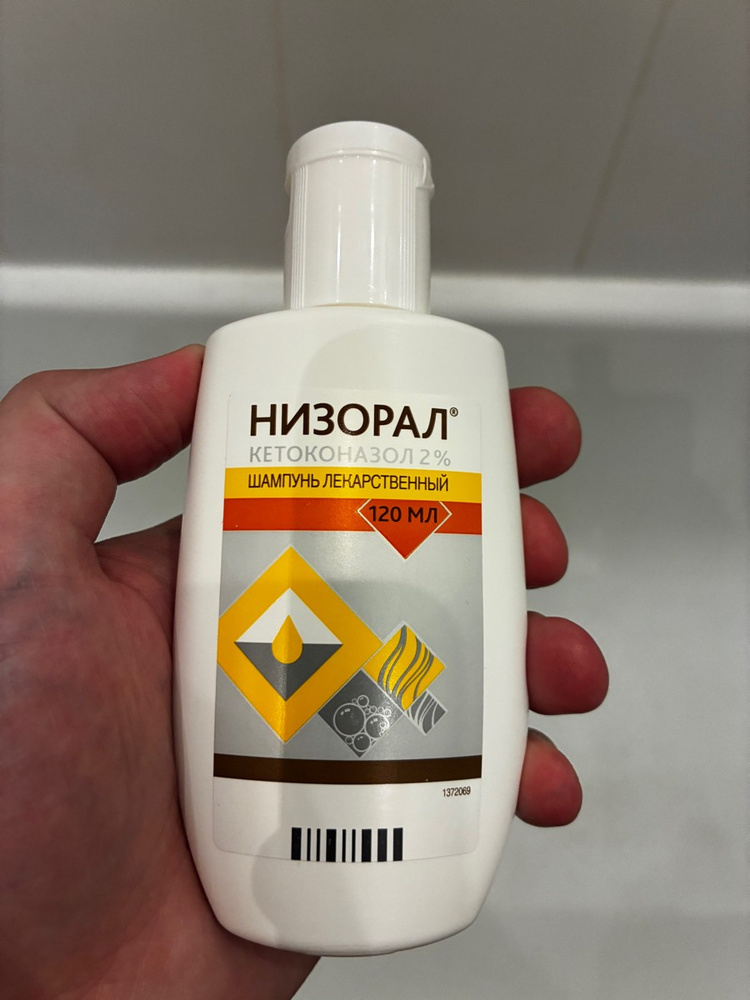 НИЗОРАЛ®
КЕТОКОНАЗОЛ 2%
ШАМПУНЬ ЛЕКАРСТВЕННЫЙ
120 МЛ
1372069